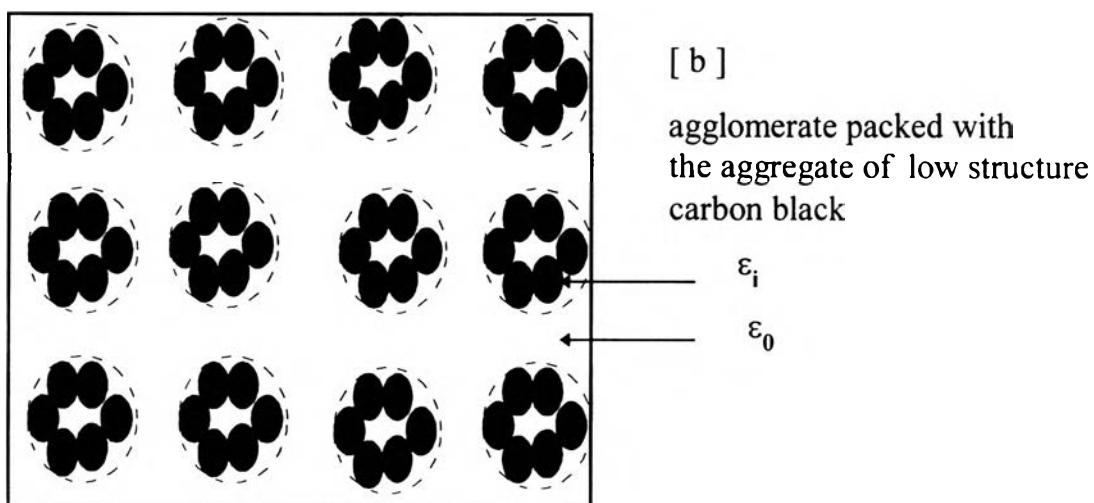 [ b ]
agglomerate packed with
the aggregate of low structure
carbon black
εi
ε0